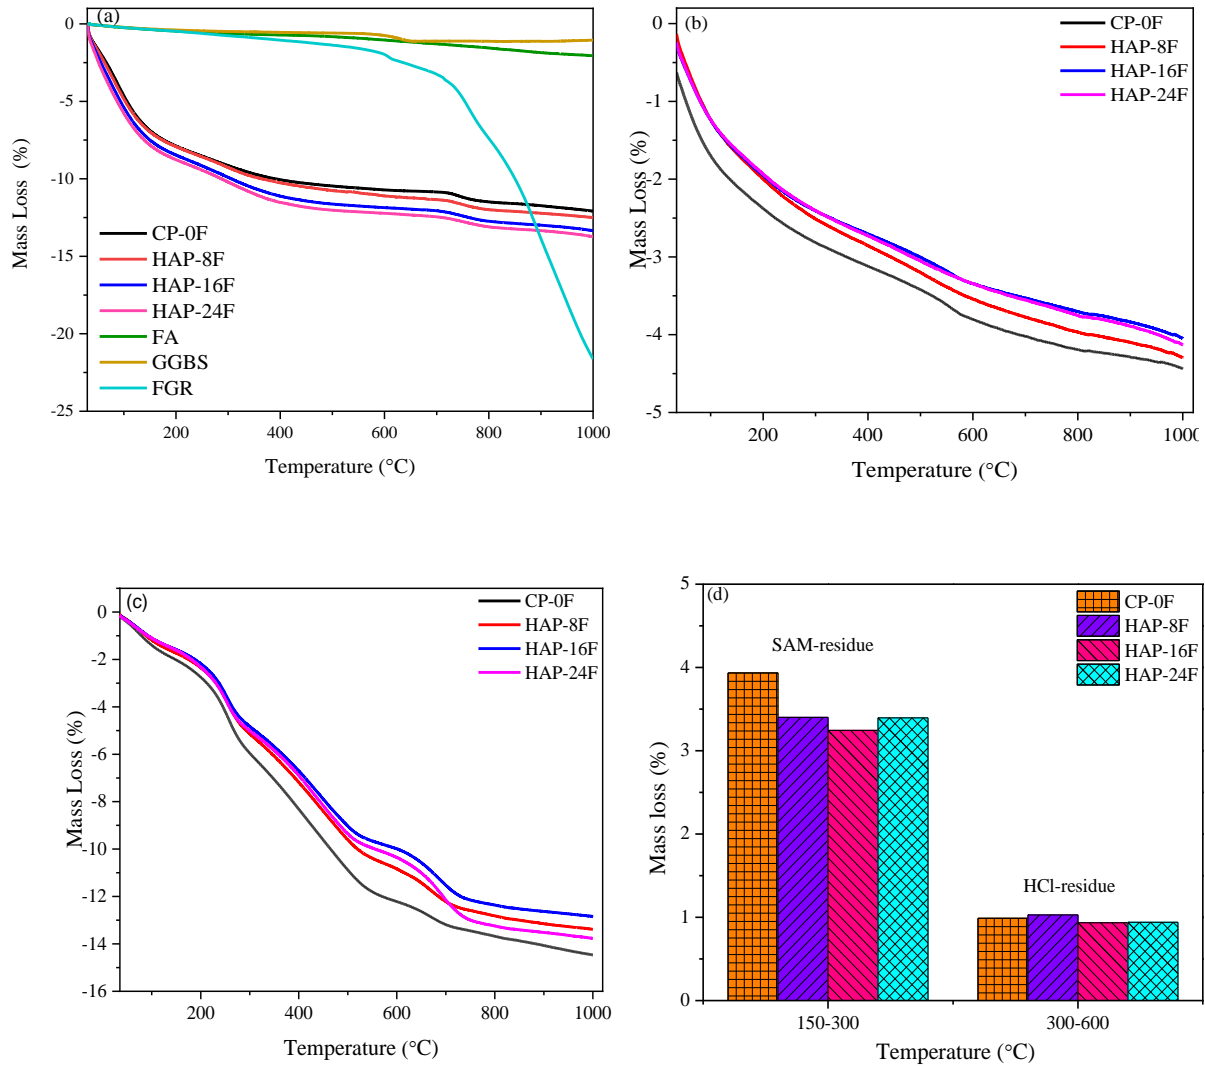 (a)
0
-5
-10
-15
-20
-25
Mass Loss (%)
CP-0F
HAP-8F
HAP-16F
HAP-24F
FA
GGBS
FGR
200
400
600
800
1000
Temperature (°C)
(b)
0
-1
-2
-3
-4
-5
Mass Loss (%)
CP-0F
HAP-8F
HAP-16F
HAP-24F
200
400
600
800
1000
Temperature (°C)
(c)
0
-2
-4
-6
-8
-10
-12
-14
-16
Mass Loss (%)
CP-0F
HAP-8F
HAP-16F
HAP-24F
200
400
600
800
1000
Temperature (°C)
(d)
5
4
3
2
1
0
Mass loss (%)
CP-0F
HAP-8F
HAP-16F
HAP-24F
SAM-residue
HCl-residue
150-300
300-600
Temperature (°C)